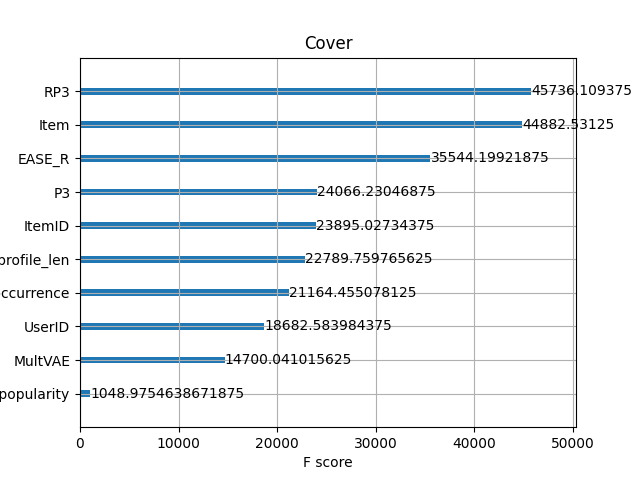 Cover
RP3 45736.109375
Item 44882.53125
EASE_R 35544.19921875
P3 24066.23046875
ItemID 23895.02734375
profile_len 22789.759765625
ccurrence 21164.455078125
UserID 18682.583984375
MultVAE 14700.041015625
popularity 1048.9754638671875
0 10000 20000 30000 40000 50000
F score